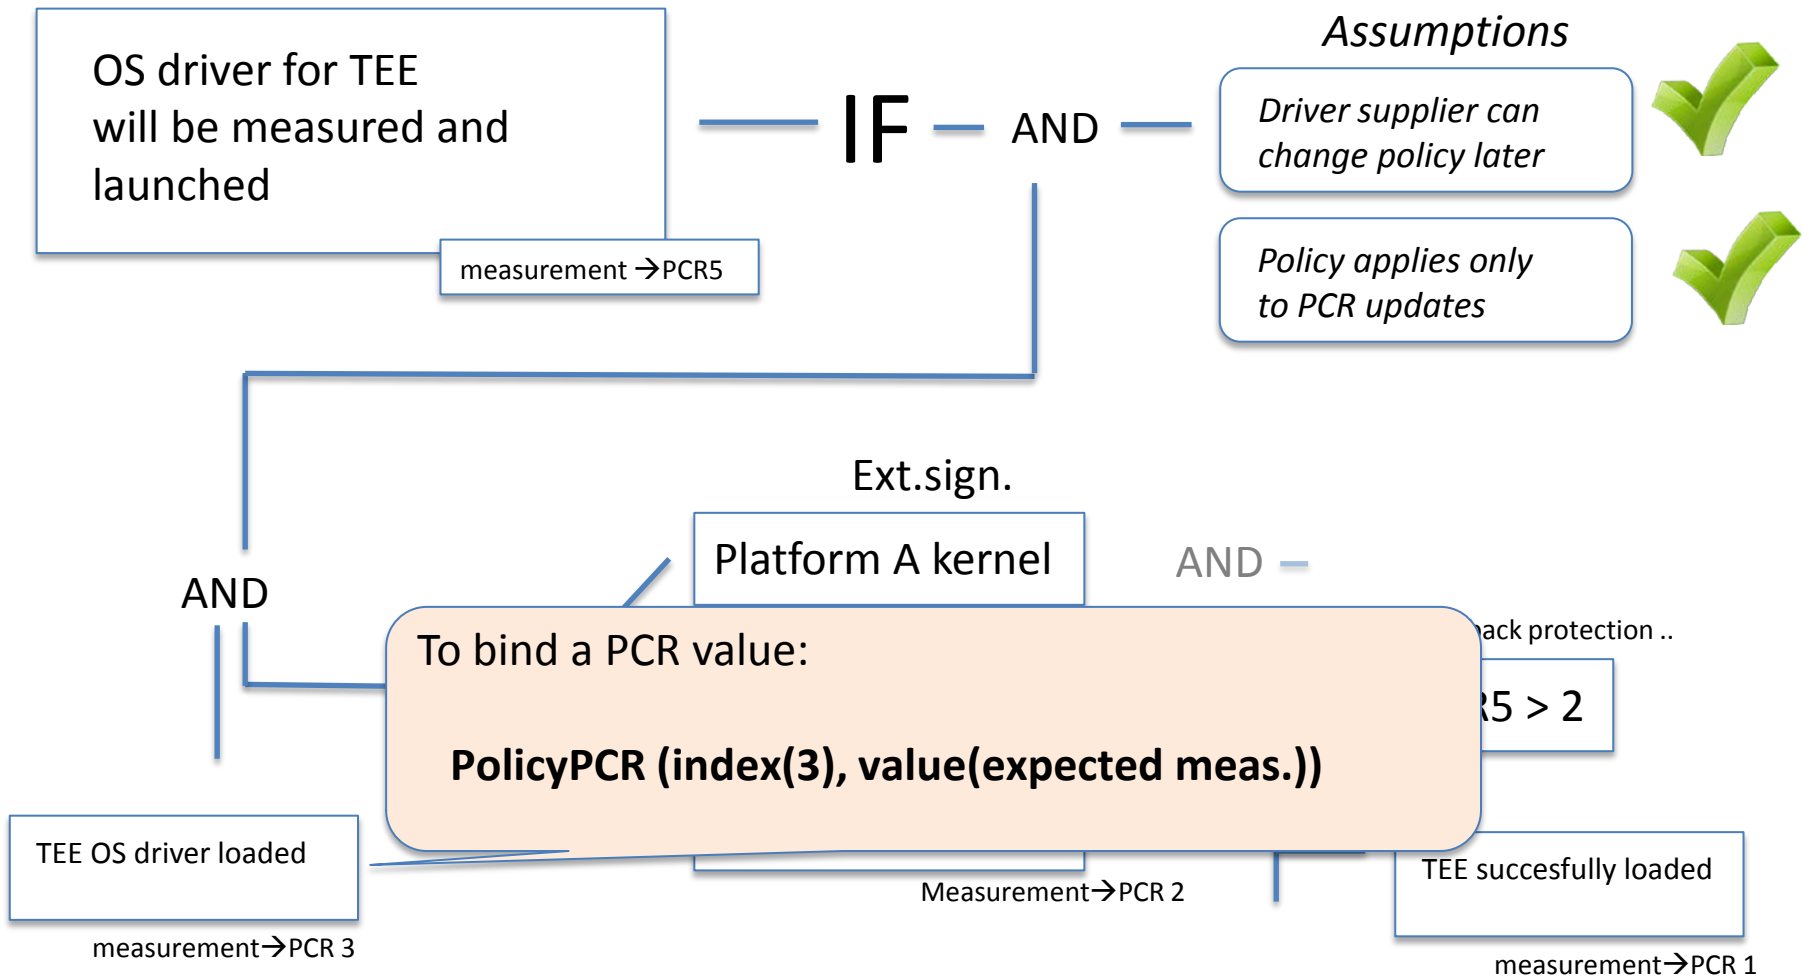 Assumptions
OS driver for TEE
will be measured and
launched
measurement →PCR5
IF
AND
Driver supplier can
change policy later
Policy applies only
to PCR updates
Ext.sign.
Platform A kernel
AND
AND
protection ..
5 > 2
To bind a PCR value:
PolicyPCR (index(3), value(expected meas.))
TEE OS driver loaded
measurement→PCR 3
Measurement→PCR 2
TEE succesfully loaded
measurement→PCR 1